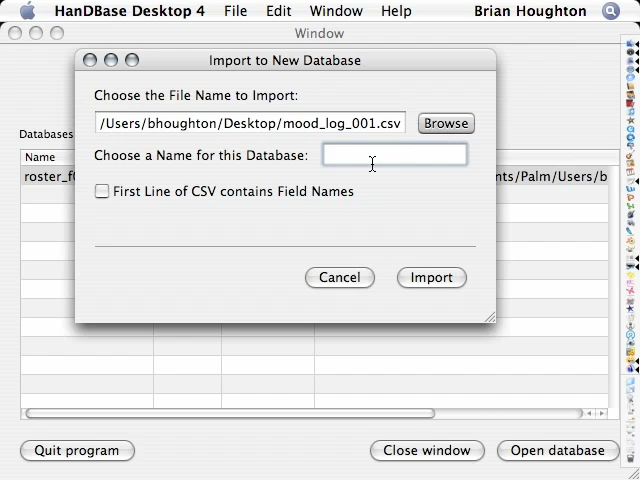 HanDBase Desktop 4 File Edit Import Window Help Brian Houghton
Window
Import to New Database
Choose the File Name to Import:
/Users/bhoughton/Desktop/mood_log_001.csv Browse
Databases
Choose a Name for this Database:
Name
roster_f nts/Palm/Users/b
First Line of CSV contains Field Names
Cancel Import
Quit program Close window Open database